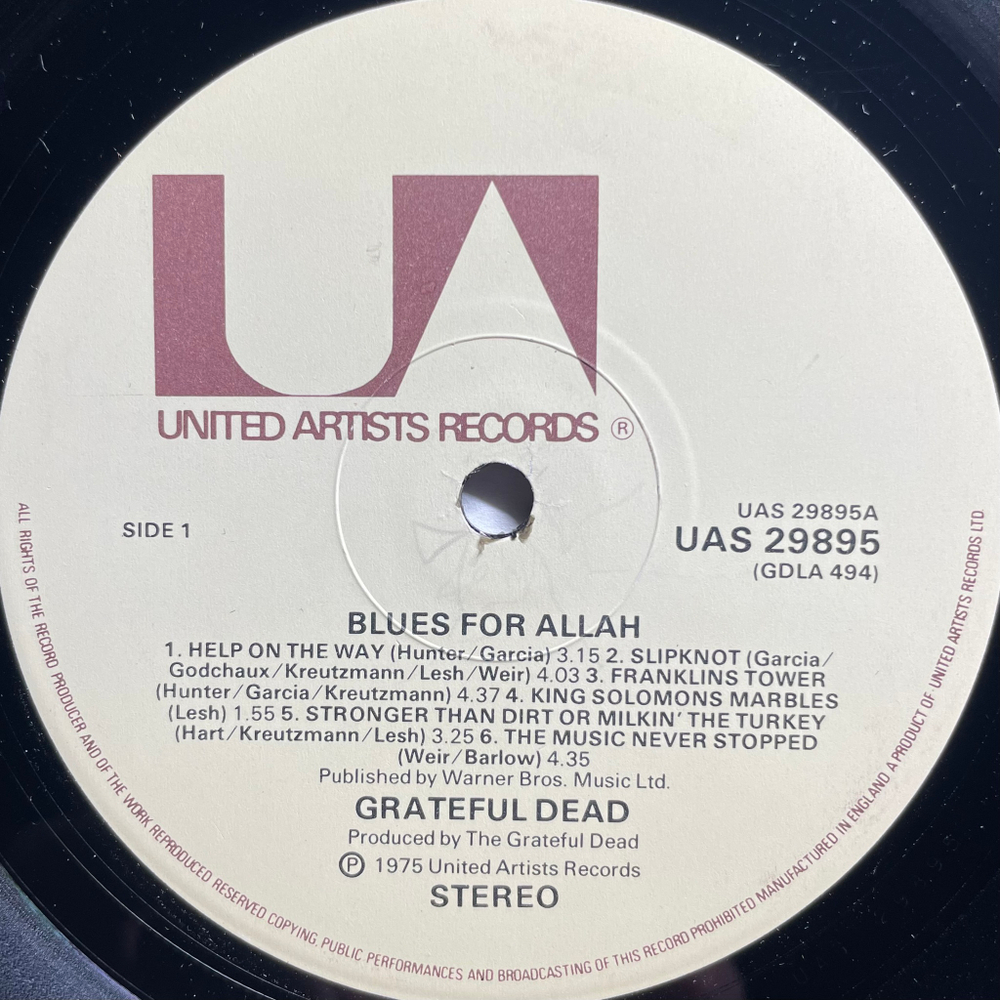 UA
UNITED ARTISTS RECORDS ®
SIDE 1
UAS 29895A
UAS 29895
(GDLA 494)
BLUES FOR ALLAH
1. HELP ON THE WAY (Hunter/Garcia) 3.15 2. SLIPKNOT (Garcia/
Godchaux/Kreutzmann/Lesh/Weir) 4.03 3. FRANKLINS TOWER
(Hunter/Garcia/Kreutzmann) 4.37 4. KING SOLOMONS MARBLES
(Lesh) 1.55 5. STRONGER THAN DIRT OR MILKIN' THE TURKEY
(Hart/Kreutzmann/Lesh) 3.25 6. THE MUSIC NEVER STOPPED
(Weir/Barlow) 4.35
Published by Warner Bros. Music Ltd.
GRATEFUL DEAD
Produced by The Grateful Dead
Ⓟ 1975 United Artists Records
STEREO
ALL RIGHTS OF THE RECORD PRODUCER AND OF THE WORK REPRODUCED RESERVED COPYING, PUBLIC PERFORMANCES AND BROADCASTING OF THIS RECORD PROHIBITED MANUFACTURED IN ENGLAND A PRODUCT OF UNITED ARTISTS RECORDS LTD